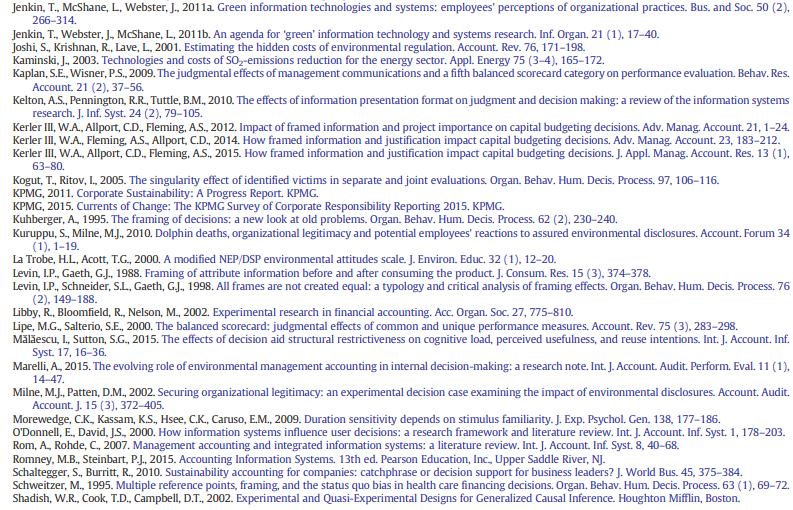 Jenkin, T., McShane, L., Webster, J., 2011a. Green information technologies and systems: employees' perceptions of organizational practices. Bus. and Soc. 50 (2),
266–314.
Jenkin, T., Webster, J., McShane, L., 2011b. An agenda for 'green' information technology and systems research. Inf. Organ. 21 (1), 17–40.
Joshi, S., Krishnan, R., Lave, L., 2001. Estimating the hidden costs of environmental regulation. Account. Rev. 76, 171–198.
Kaminski, J., 2003. Technologies and costs of SO2-emissions reduction for the energy sector. Appl. Energy 75 (3–4), 165–172.
Kaplan, S.E., Wisner, P.S., 2009. The judgmental effects of management communications and a fifth balanced scorecard category on performance evaluation. Behav. Res.
Account. 21 (2), 37–56.
Kelton, A.S., Pennington, R.R., Tuttle, B.M., 2010. The effects of information presentation format on judgment and decision making: a review of the information systems
research. J. Inf. Syst. 24 (2), 79–105.
Kerler III, W.A., Allport, C.D., Fleming, A.S., 2012. Impact of framed information and project importance on capital budgeting decisions. Adv. Manag. Account. 21, 1–24.
Kerler III, W.A., Fleming, A.S., Allport, C.D., 2014. How framed information and justification impact capital budgeting decisions. Adv. Manag. Account. 23, 183–212.
Kerler III, W.A., Allport, C.D., Fleming, A.S., 2015. How framed information and justification impact capital budgeting decisions. J. Appl. Manag. Account. Res. 13 (1),
63–80.
Kogut, T., Ritov, I., 2005. The singularity effect of identified victims in separate and joint evaluations. Organ. Behav. Hum. Decis. Process. 97, 106–116.
KPMG, 2011. Corporate Sustainability: A Progress Report. KPMG.
KPMG, 2015. Currents of Change: The KPMG Survey of Corporate Responsibility Reporting 2015. KPMG.
Kuhberger, A., 1995. The framing of decisions: a new look at old problems. Organ. Behav. Hum. Decis. Process. 62 (2), 230–240.
Kuruppu, S., Milne, M.J., 2010. Dolphin deaths, organizational legitimacy and potential employees' reactions to assured environmental disclosures. Account. Forum 34
(1), 1–19.
La Trobe, H.L., Acott, T.G., 2000. A modified NEP/DSP environmental attitudes scale. J. Environ. Educ. 32 (1), 12–20.
Levin, I.P., Gaeth, G.J., 1988. Framing of attribute information before and after consuming the product. J. Consum. Res. 15 (3), 374–378.
Levin, I.P., Schneider, S.L., Gaeth, G.J., 1998. All frames are not created equal: a typology and critical analysis of framing effects. Organ. Behav. Hum. Decis. Process. 76
(2), 149–188.
Libby, R., Bloomfield, R., Nelson, M., 2002. Experimental research in financial accounting. Acc. Organ. Soc. 27, 775–810.
Lipe, M.G., Salterio, S.E., 2000. The balanced scorecard: judgmental effects of common and unique performance measures. Account. Rev. 75 (3), 283–298.
Mălăescu, I., Sutton, S.G., 2015. The effects of decision aid structural restrictiveness on cognitive load, perceived usefulness, and reuse intentions. Int. J. Account. Inf.
Syst. 17, 16–36.
Marelli, A., 2015. The evolving role of environmental management accounting in internal decision-making: a research note. Int. J. Account. Audit. Perform. Eval. 11 (1),
14–47.
Milne, M.J., Patten, D.M., 2002. Securing organizational legitimacy: an experimental decision case examining the impact of environmental disclosures. Account. Audit.
Account. J. 15 (3), 372–405.
Morewedge, C.K., Kassam, K.S., Hsee, C.K., Caruso, E.M., 2009. Duration sensitivity depends on stimulus familiarity. J. Exp. Psychol. Gen. 138, 177–186.
O'Donnell, E., David, J.S., 2000. How information systems influence user decisions: a research framework and literature review. Int. J. Account. Inf. Syst. 1, 178–203.
Rom, A., Rohde, C., 2007. Management accounting and integrated information systems: a literature review. Int. J. Account. Inf. Syst. 8, 40–68.
Romney, M.B., Steinbart, P.J., 2015. Accounting Information Systems. 13th ed. Pearson Education, Inc., Upper Saddle River, NJ.
Schaltegger, S., Burritt, R., 2010. Sustainability accounting for companies: catchphrase or decision support for business leaders? J. World Bus. 45, 375–384.
Schweitzer, M., 1995. Multiple reference points, framing, and the status quo bias in health care financing decisions. Organ. Behav. Hum. Decis. Process. 63 (1), 69–72.
Shadish, W.R., Cook, T.D., Campbell, D.T., 2002. Experimental and Quasi-Experimental Designs for Generalized Causal Inference. Houghton Mifflin, Boston.